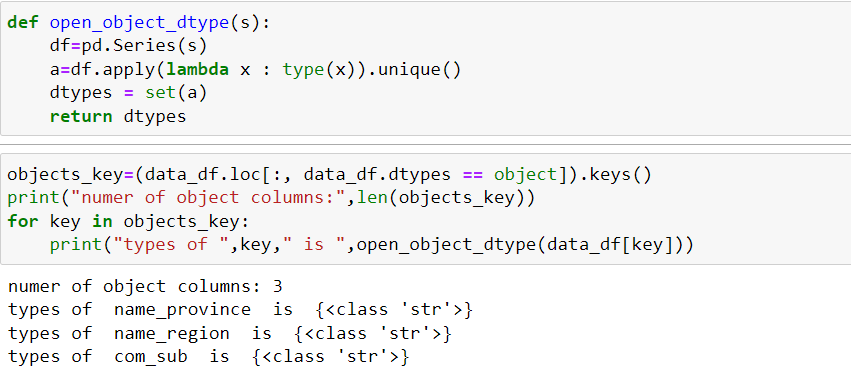 def open_object_dtype(s):
    df=pd.Series(s)
    a=df.apply(lambda x : type(x)).unique()
    dtypes = set(a)
    return dtypes
objects_key=(data_df.loc[:, data_df.dtypes == object]).keys()
print("numer of object columns:",len(objects_key))
for key in objects_key:
    print("types of ",key," is ",open_object_dtype(data_df[key]))
numer of object columns: 3
types of  name_province  is  {<class 'str'>}
types of  name_region  is  {<class 'str'>}
types of  com_sub  is  {<class 'str'>}